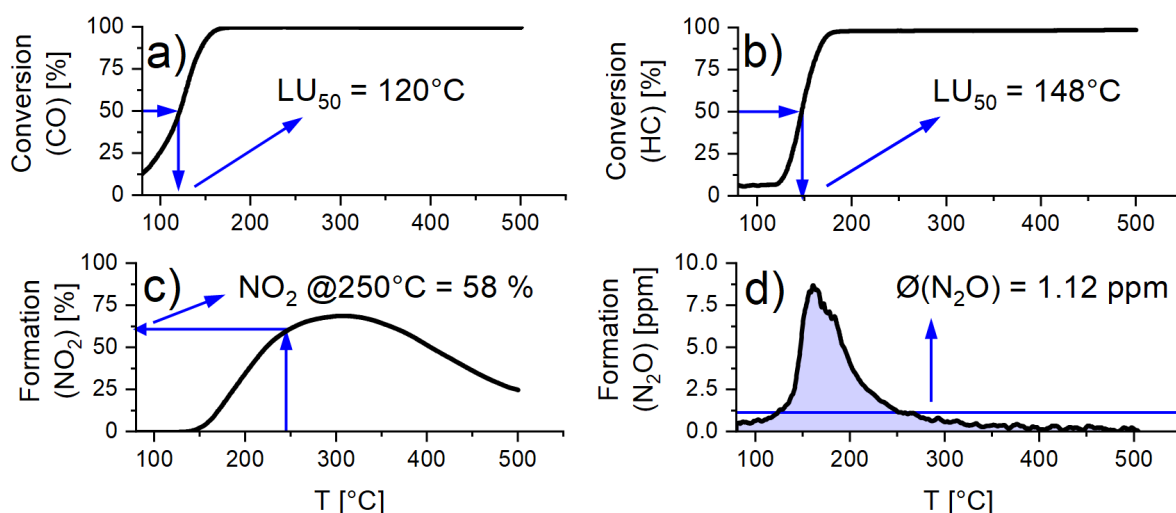 a)
Conversion
(CO) [%]
100
75
50
25
0
LU₅₀ = 120°C
100 200 300 400 500
b)
Conversion
(HC) [%]
100
75
50
25
0
LU₅₀ = 148°C
100 200 300 400 500
c)
Formation
(NO₂) [%]
100
75
50
25
0
NO₂ @250°C = 58 %
100 200 300 400 500
T [°C]
d)
Formation
(N₂O) [ppm]
10.0
7.5
5.0
2.5
0.0
Ø(N₂O) = 1.12 ppm
100 200 300 400 500
T [°C]